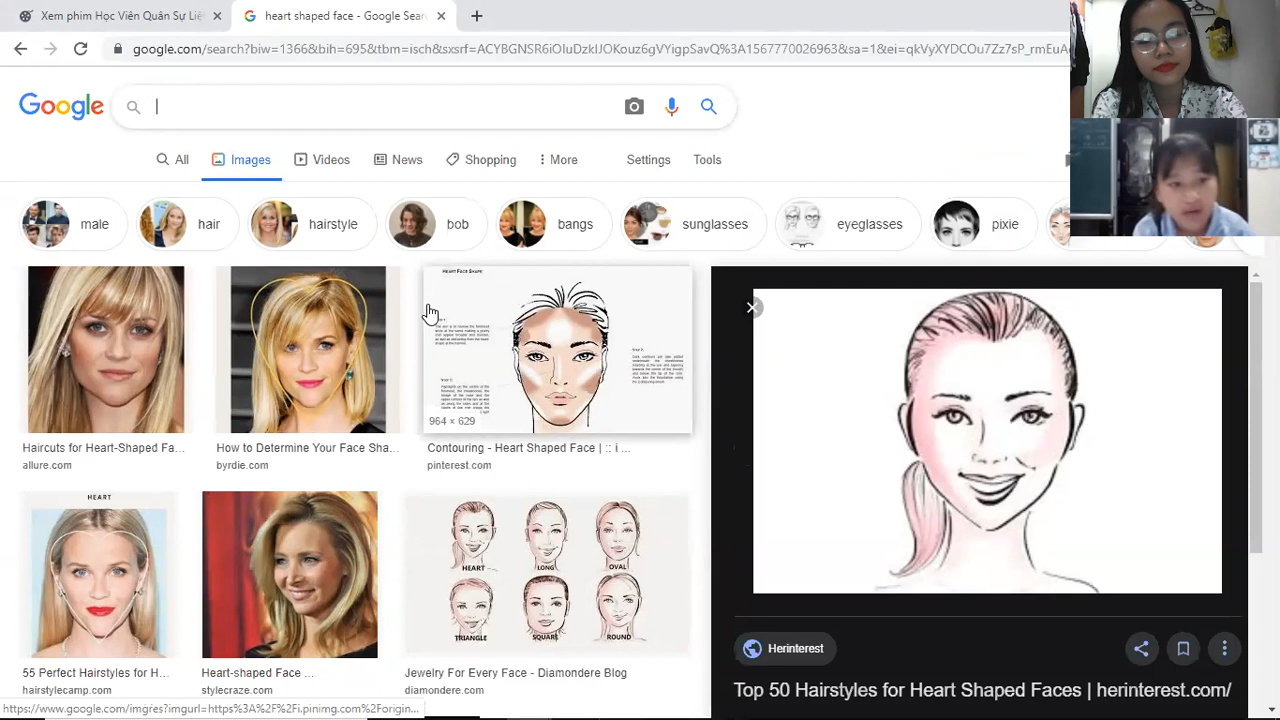 Xem phim Học Viên Quân Sự Liệ
heart shaped face - Google Sear
google.com/search?biw=1366&bih=695&tbm=isch&sxsrf=ACYBGNSR6iOIuDzklJOKouz6gVYigpSavQ%3A1567770026963&sa=1&ei=qkVyXYDCOu7Zz7sP_rmEuA
Google
All
Images
Videos
News
Shopping
More
Settings
Tools
male
hair
hairstyle
bob
bangs
sunglasses
eyeglasses
pixie
HEART FACE SHAPE
964 × 629
Haircuts for Heart-Shaped Fa...
allure.com
How to Determine Your Face Sha...
byrdie.com
Contouring - Heart Shaped Face | :: i ...
pinterest.com
HEART
HEART
LONG
OVAL
TRIANGLE
SQUARE
ROUND
55 Perfect Hairstyles for H...
hairstylecamp.com
Heart-shaped Face ...
stylecraze.com
Jewelry For Every Face - Diamondere Blog
diamondere.com
Herinterest
Top 50 Hairstyles for Heart Shaped Faces | herinterest.com/
https://www.google.com/imgres?imgurl=https%3A%2F%2Fi.pinimg.com%2Forigin...